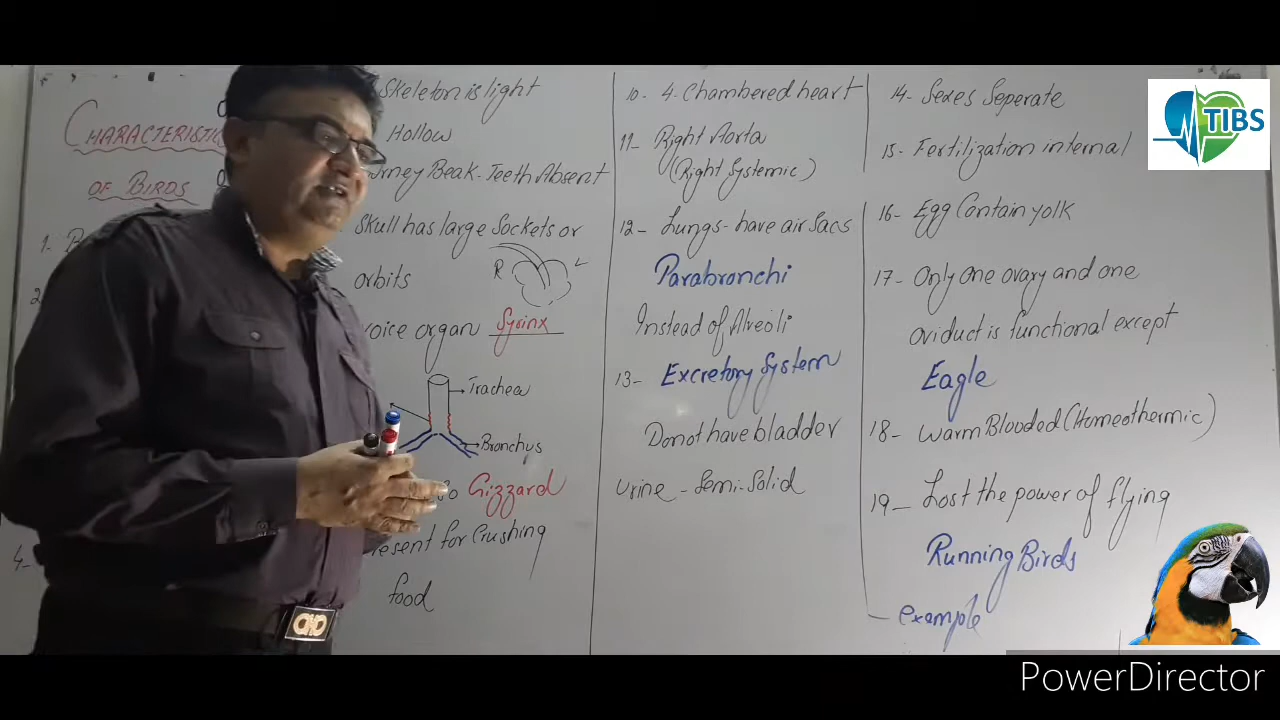 CHARACTERISTIC
OF BIRDS
1.
2
4-
Skeleton is light
Hollow
Beak - Teeth Absent
Skull has large Sockets or
orbits
R L
voice organ Syrinx
Trachea
Bronchus
Gizzard
for Crushing
food
10- 4-Chambered heart
11- Right Aorta
(Right Systemic)
12- Lungs - have air Sacs
Parabronchi
Instead of Alveoli
13- Excretory System
Donot have bladder
Urine - Semi-Solid
14- Sexes Seperate
15- Fertilization internal
16- Egg Contain yolk
17- Only one ovary and one
oviduct is functional except
Eagle
18- Warm Blooded (Homeothermic)
19- Lost the power of flying
Running Birds
- example
TIBS
PowerDirector